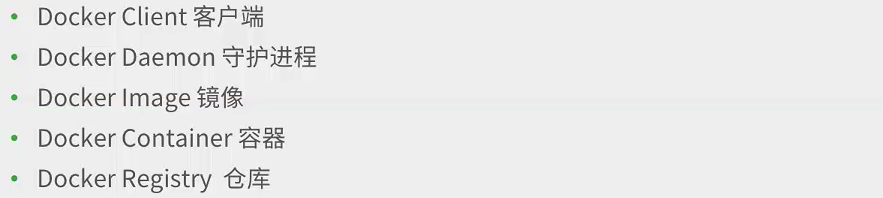 • Docker Client 客户端
• Docker Daemon 守护进程
• Docker Image 镜像
• Docker Container 容器
• Docker Registry 仓库